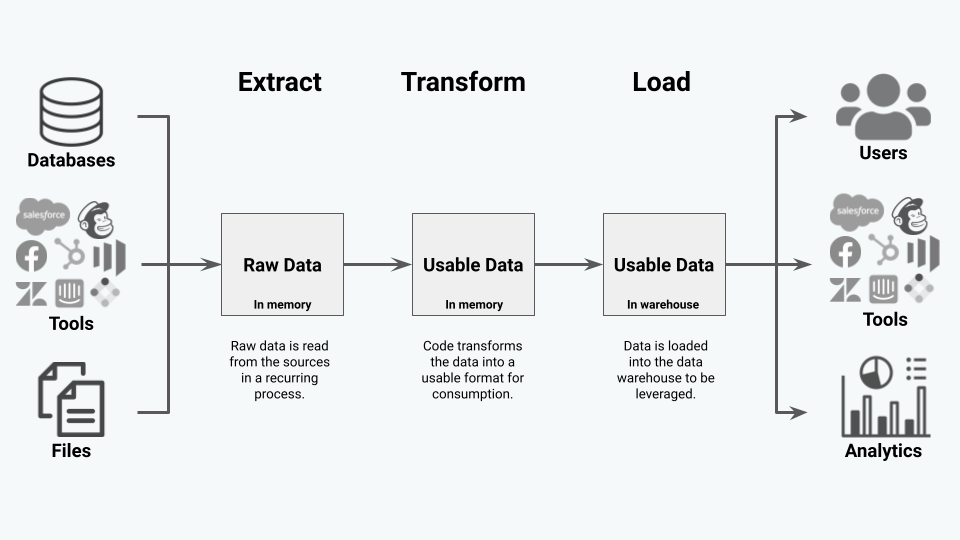 Extract
Transform
Load
Databases
salesforce
Tools
Files
Raw Data
In memory
Raw data is read
from the sources
in a recurring
process.
Usable Data
In memory
Code transforms
the data into a
usable format for
consumption.
Usable Data
In warehouse
Data is loaded
into the data
warehouse to be
leveraged.
Users
salesforce
Tools
Analytics